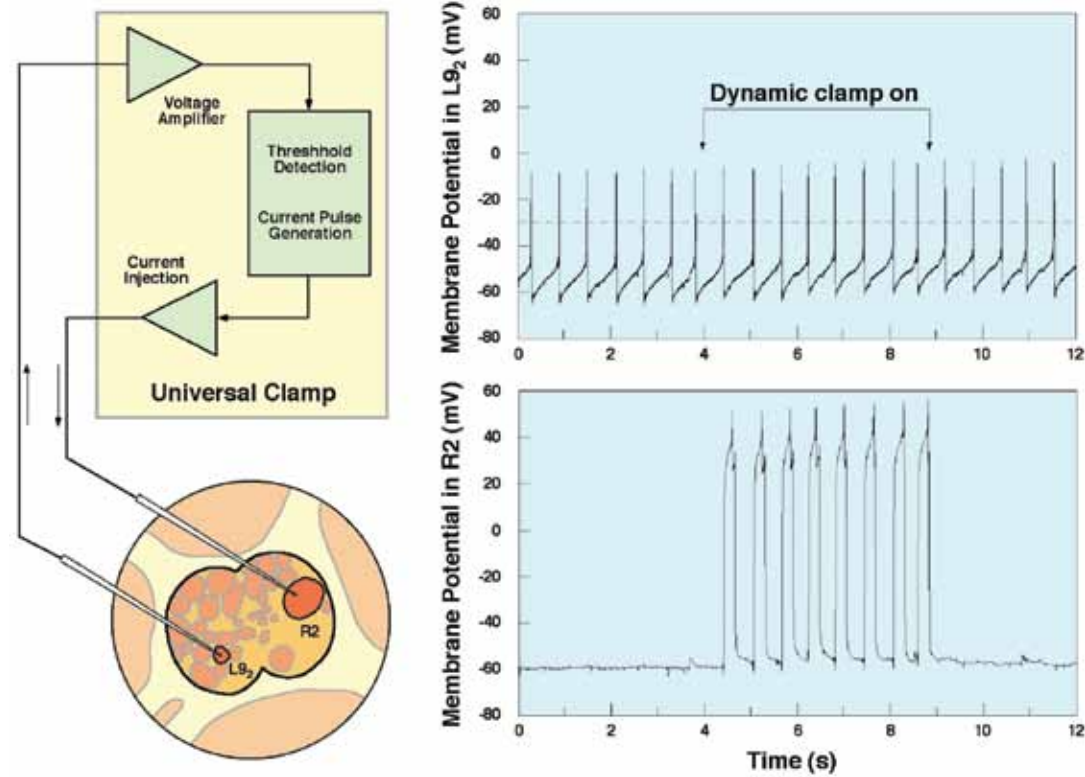 Voltage
Amplifier
Threshhold
Detection
Current Pulse
Generation
Current
Injection
Universal Clamp
R2
L9₂
Membrane Potential in L9₂ (mV)
60
40
20
0
-20
-40
-60
-80
Dynamic clamp on
0
2
4
6
8
10
12
Membrane Potential in R2 (mV)
60
40
20
0
-20
-40
-60
-80
0
2
4
6
8
10
12
Time (s)